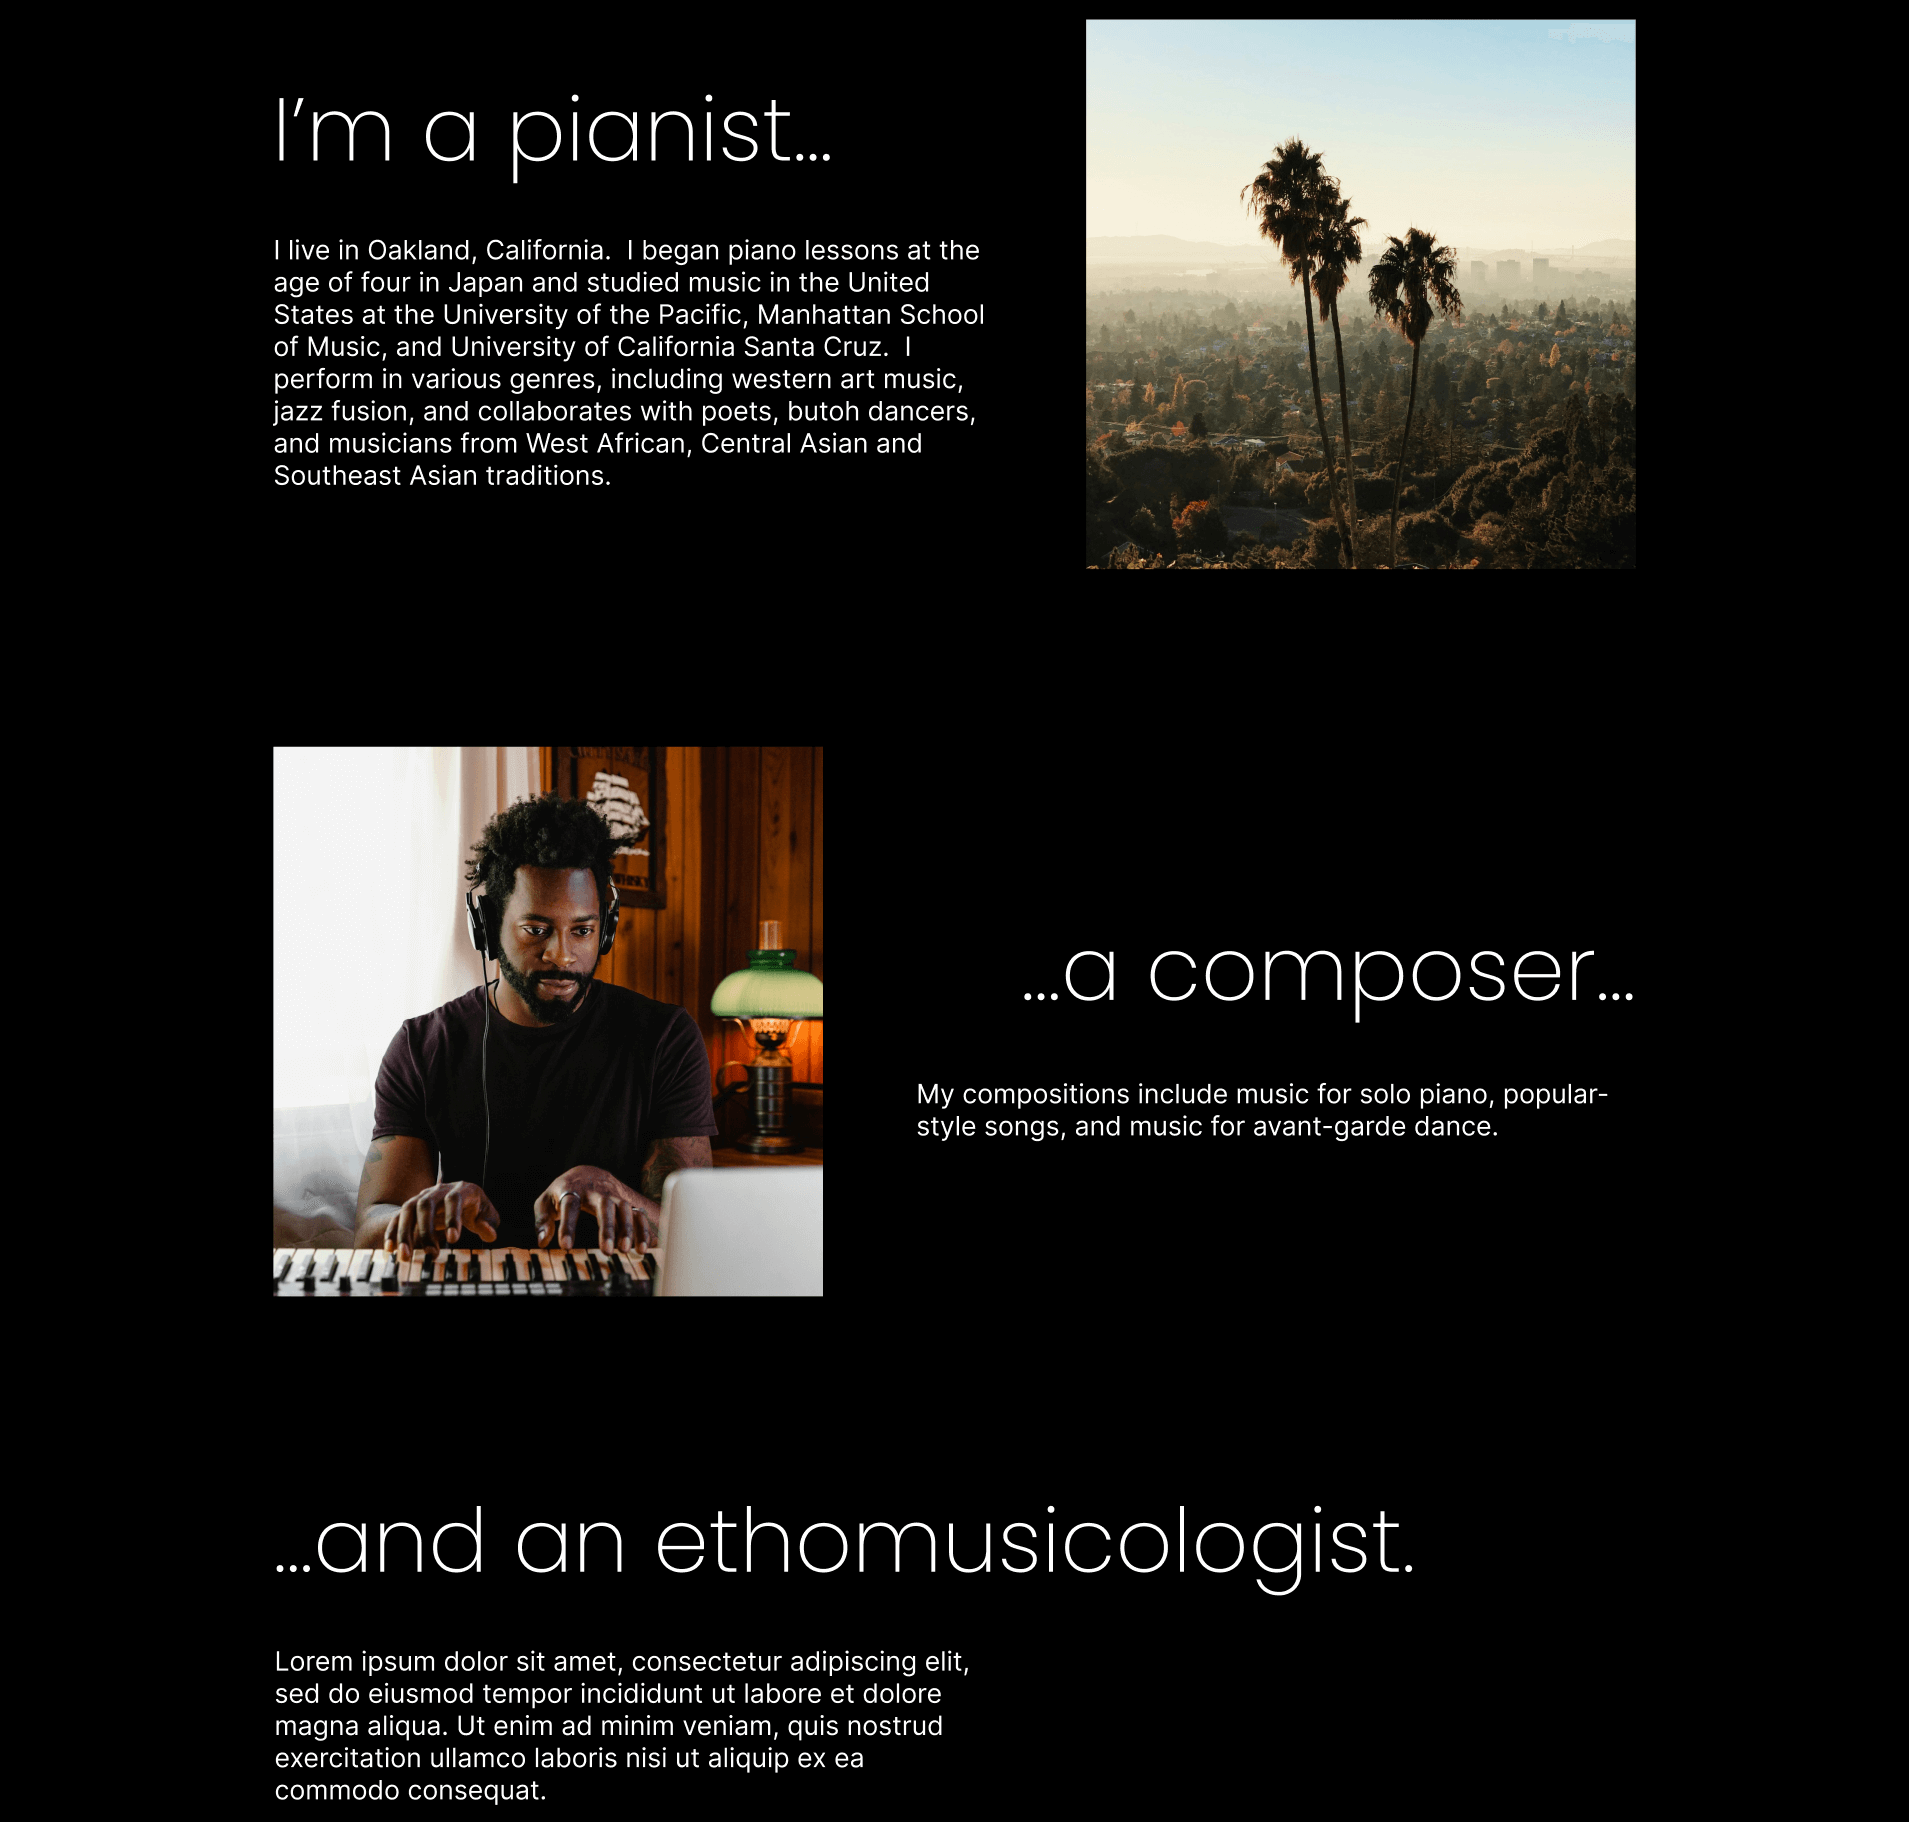 I’m a pianist...
I live in Oakland, California.  I began piano lessons at the
age of four in Japan and studied music in the United
States at the University of the Pacific, Manhattan School
of Music, and University of California Santa Cruz.  I
perform in various genres, including western art music,
jazz fusion, and collaborates with poets, butoh dancers,
and musicians from West African, Central Asian and
Southeast Asian traditions.
WHISKY
...a composer...
My compositions include music for solo piano, popular-
style songs, and music for avant-garde dance.
...and an ethomusicologist.
Lorem ipsum dolor sit amet, consectetur adipiscing elit,
sed do eiusmod tempor incididunt ut labore et dolore
magna aliqua. Ut enim ad minim veniam, quis nostrud
exercitation ullamco laboris nisi ut aliquip ex ea
commodo consequat.